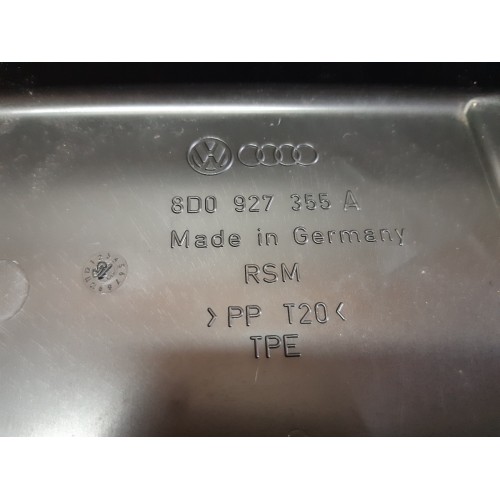 8D0 927 355 A
Made in Germany
RSM
>PP T20<
TPE